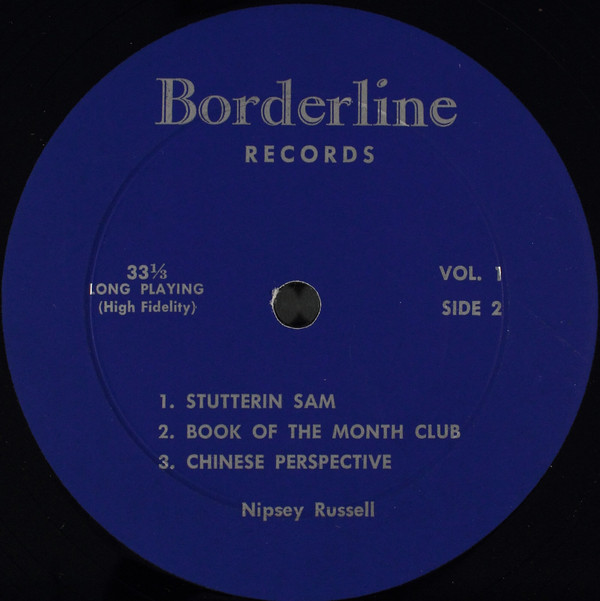 Borderline
RECORDS
33⅓
LONG PLAYING
(High Fidelity)
VOL. 1
SIDE 2
1. STUTTERIN SAM
2. BOOK OF THE MONTH CLUB
3. CHINESE PERSPECTIVE
Nipsey Russell